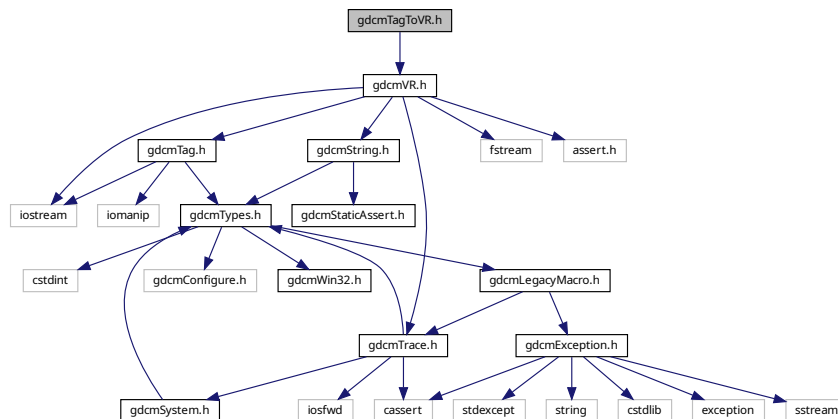 gdcmTagToVR.h
gdcmVR.h
gdcmTag.h
gdcmString.h
fstream
assert.h
iostream
iomanip
gdcmTypes.h
gdcmStaticAssert.h
cstdint
gdcmConfigure.h
gdcmWin32.h
gdcmLegacyMacro.h
gdcmTrace.h
gdcmException.h
gdcmSystem.h
iosfwd
cassert
stdexcept
string
cstdlib
exception
sstream